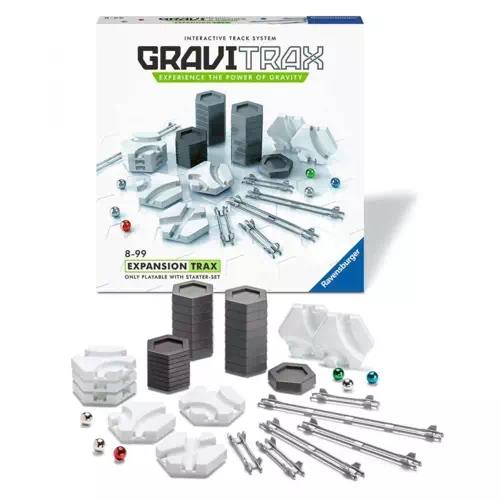 INTERACTIVE TRACK SYSTEM
GRAVITRAX
EXPERIENCE THE POWER OF GRAVITY
8-99
EXPANSION TRAX
ONLY PLAYABLE WITH STARTER-SET
Ravensburger